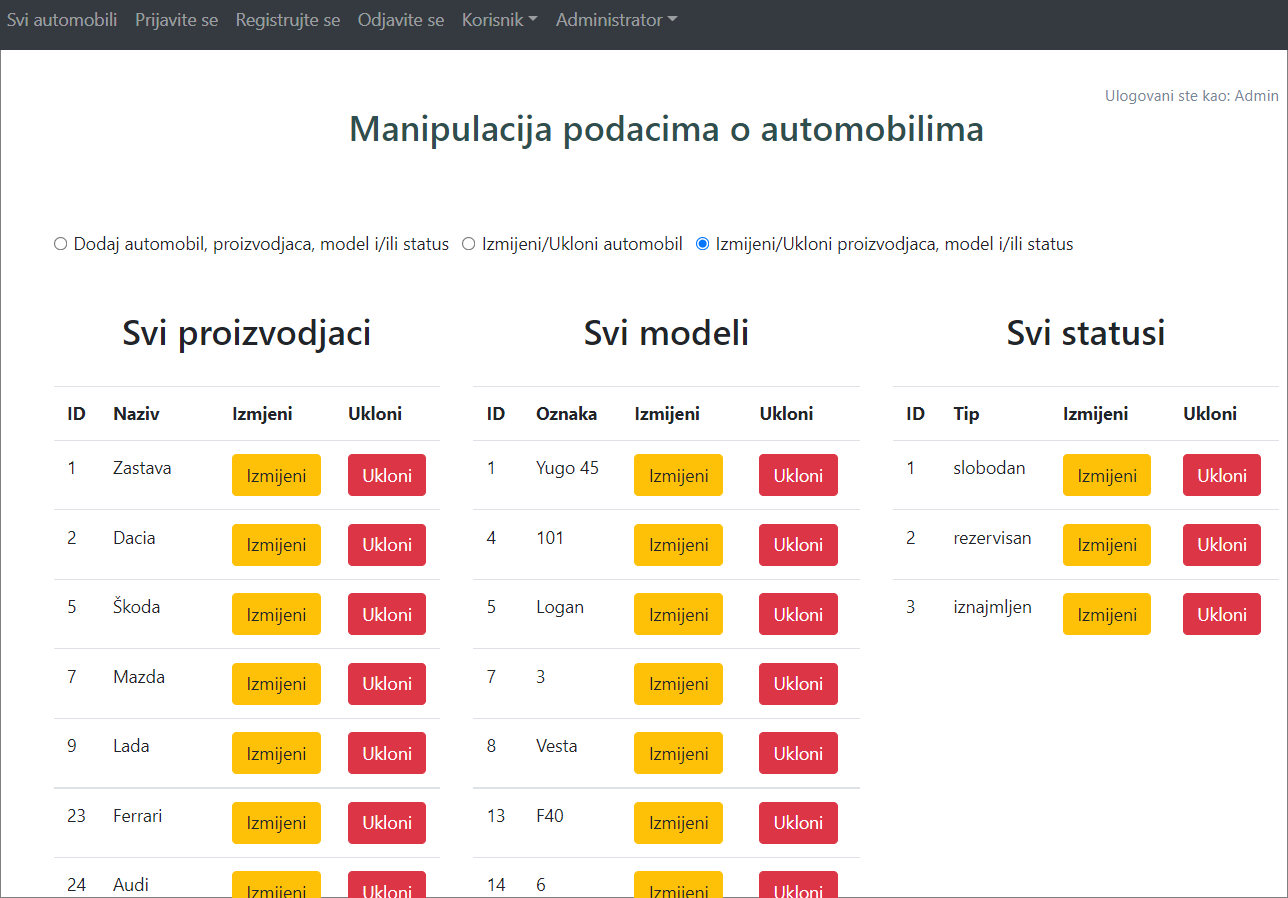 Svi automobili Prijavite se Registrujte se Odjavite se Korisnik Administrator
Ulogovani ste kao: Admin
Manipulacija podacima o automobilima
Dodaj automobil, proizvodjaca, model i/ili status Izmijeni/Ukloni automobil Izmijeni/Ukloni proizvodjaca, model i/ili status
Svi proizvodjaci
ID Naziv Izmjeni Ukloni
1 Zastava Izmijeni Ukloni
2 Dacia Izmijeni Ukloni
5 Škoda Izmijeni Ukloni
7 Mazda Izmijeni Ukloni
9 Lada Izmijeni Ukloni
23 Ferrari Izmijeni Ukloni
24 Audi Izmijeni Ukloni
Svi modeli
ID Oznaka Izmijeni Ukloni
1 Yugo 45 Izmijeni Ukloni
4 101 Izmijeni Ukloni
5 Logan Izmijeni Ukloni
7 3 Izmijeni Ukloni
8 Vesta Izmijeni Ukloni
13 F40 Izmijeni Ukloni
14 6 Izmijeni Ukloni
Svi statusi
ID Tip Izmijeni Ukloni
1 slobodan Izmijeni Ukloni
2 rezervisan Izmijeni Ukloni
3 iznajmljen Izmijeni Ukloni